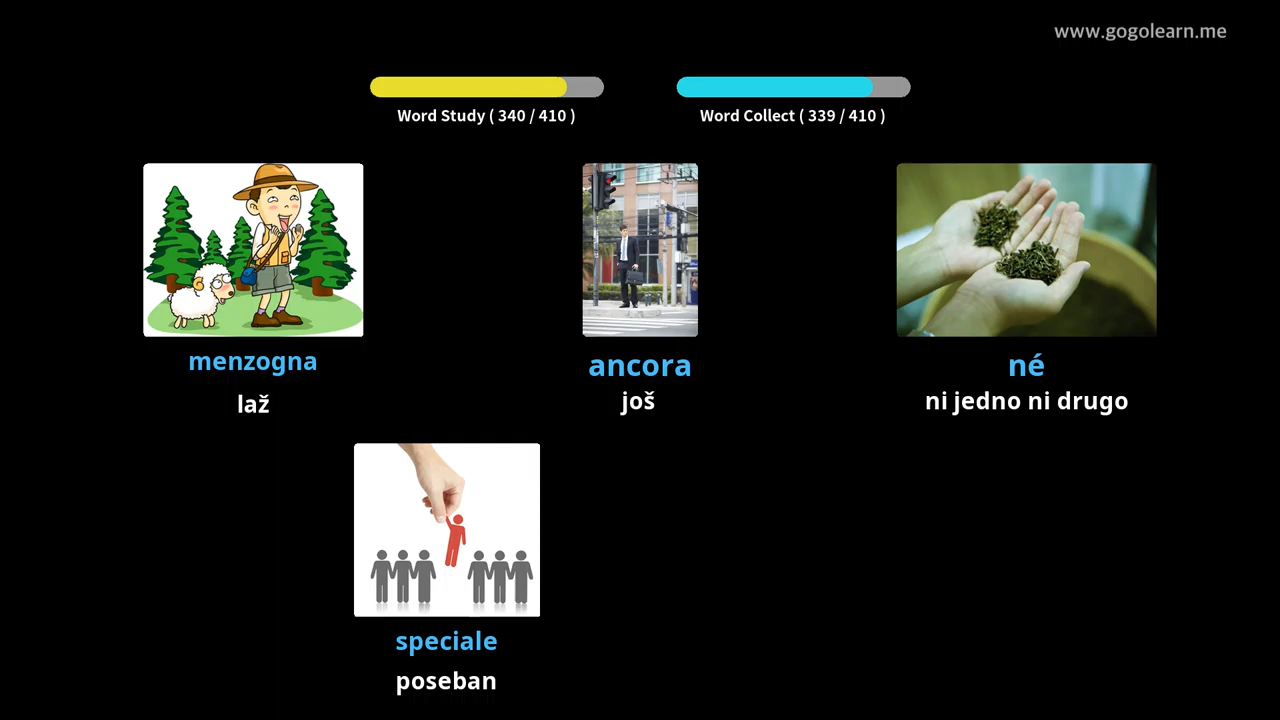 www.gogolearn.me
Word Study ( 340 / 410 )
Word Collect ( 339 / 410 )
menzogna
laž
ancora
još
né
ni jedno ni drugo
speciale
poseban